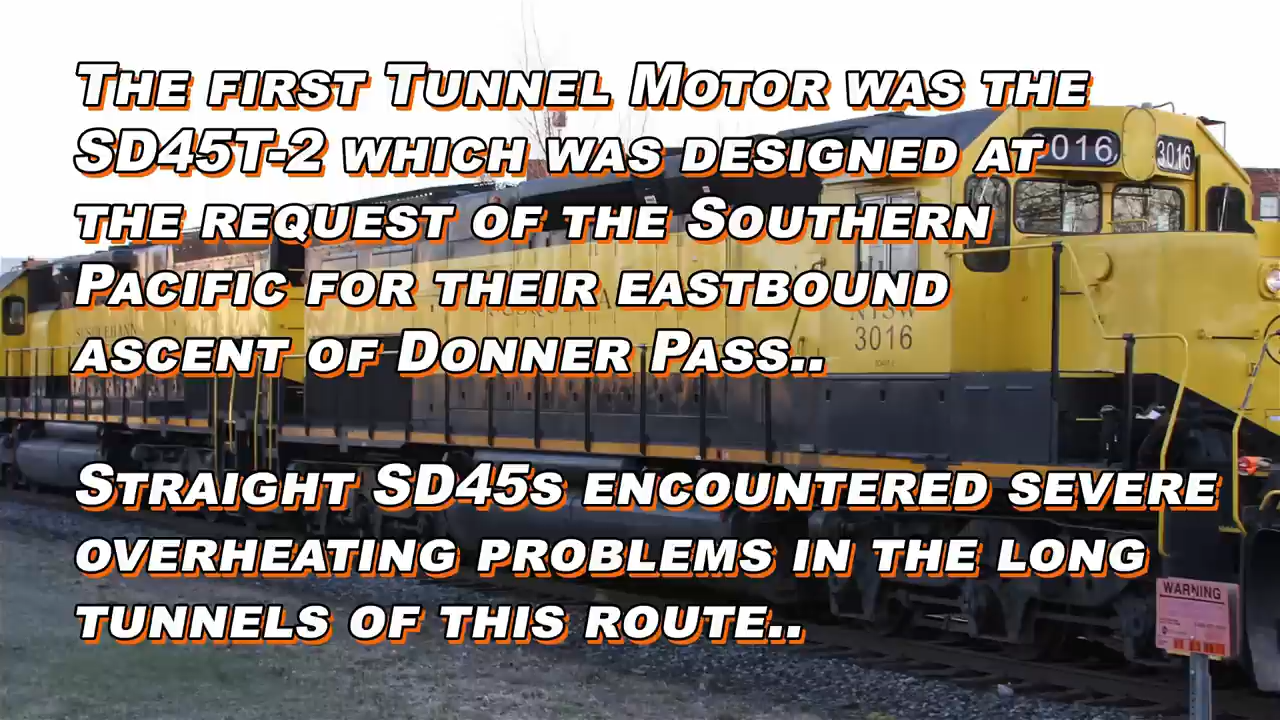 The first Tunnel Motor was the
SD45T-2 which was designed at
the request of the Southern
Pacific for their eastbound
ascent of Donner Pass..
Straight SD45s encountered severe
overheating problems in the long
tunnels of this route..
3016
3016
NYSW
3016
WARNING